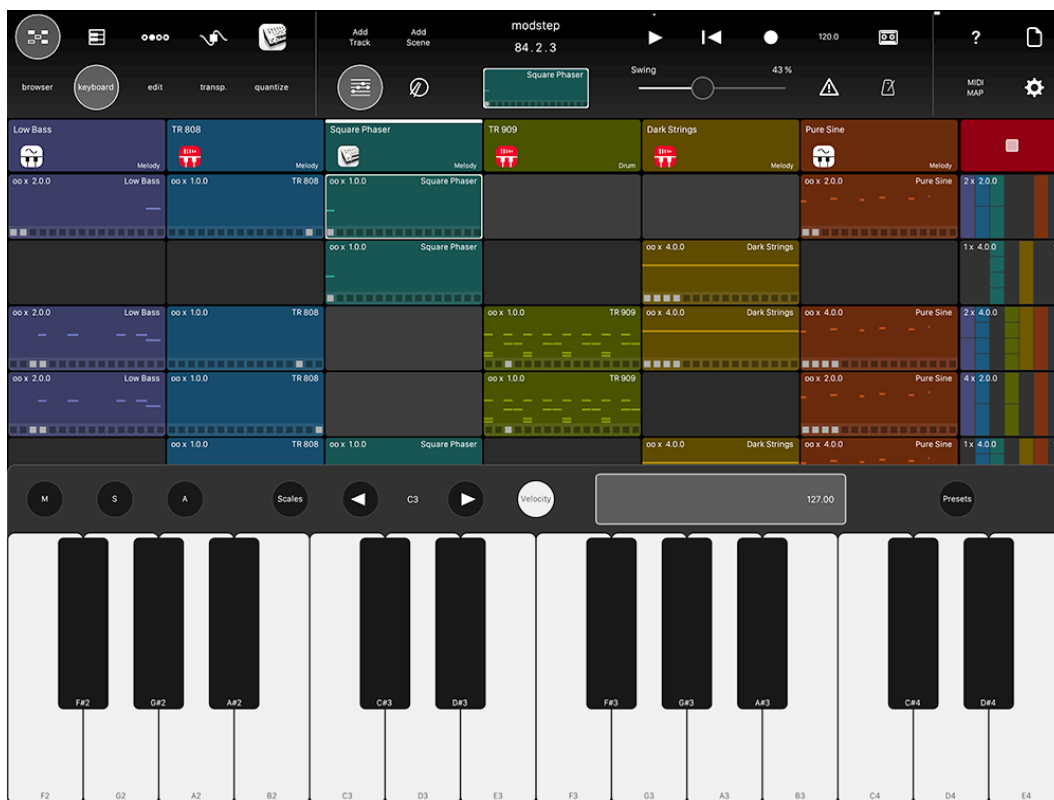 Add Track
Add Scene
modstep
84.2.3
120.0
?
browser
keyboard
edit
transp.
quantize
Square Phaser
Swing
43 %
MIDI MAP
Low Bass
Melody
TR 808
Melody
Square Phaser
Melody
TR 909
Drum
Dark Strings
Melody
Pure Sine
Melody
oo x 2.0.0 Low Bass
oo x 1.0.0 TR 808
oo x 1.0.0 Square Phaser
oo x 2.0.0 Pure Sine
2 x 2.0.0
oo x 1.0.0 Square Phaser
oo x 4.0.0 Dark Strings
1 x 4.0.0
oo x 2.0.0 Low Bass
oo x 1.0.0 TR 808
oo x 1.0.0 TR 909
oo x 4.0.0 Dark Strings
oo x 4.0.0 Pure Sine
2 x 4.0.0
oo x 2.0.0 Low Bass
oo x 1.0.0 TR 808
oo x 1.0.0 TR 909
oo x 2.0.0 Pure Sine
4 x 2.0.0
oo x 1.0.0 TR 808
oo x 1.0.0 Square Phaser
oo x 4.0.0 Dark Strings
oo x 4.0.0 Pure Sine
1 x 4.0.0
M
S
A
Scales
C3
Velocity
127.00
Presets
F#2
G#2
A#2
C#3
D#3
F#3
G#3
A#3
C#4
D#4
F2
G2
A2
B2
C3
D3
E3
F3
G3
A3
B3
C4
D4
E4